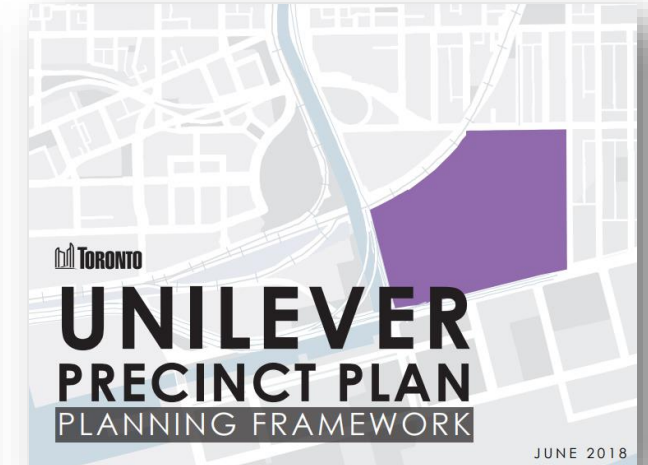 TORONTO
UNILEVER
PRECINCT PLAN
PLANNING FRAMEWORK
JUNE 2018